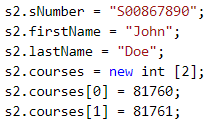 s2.sNumber = "S00867890";
s2.firstName = "John";
s2.lastName = "Doe";
s2.courses = new int [2];
s2.courses[0] = 81760;
s2.courses[1] = 81761;